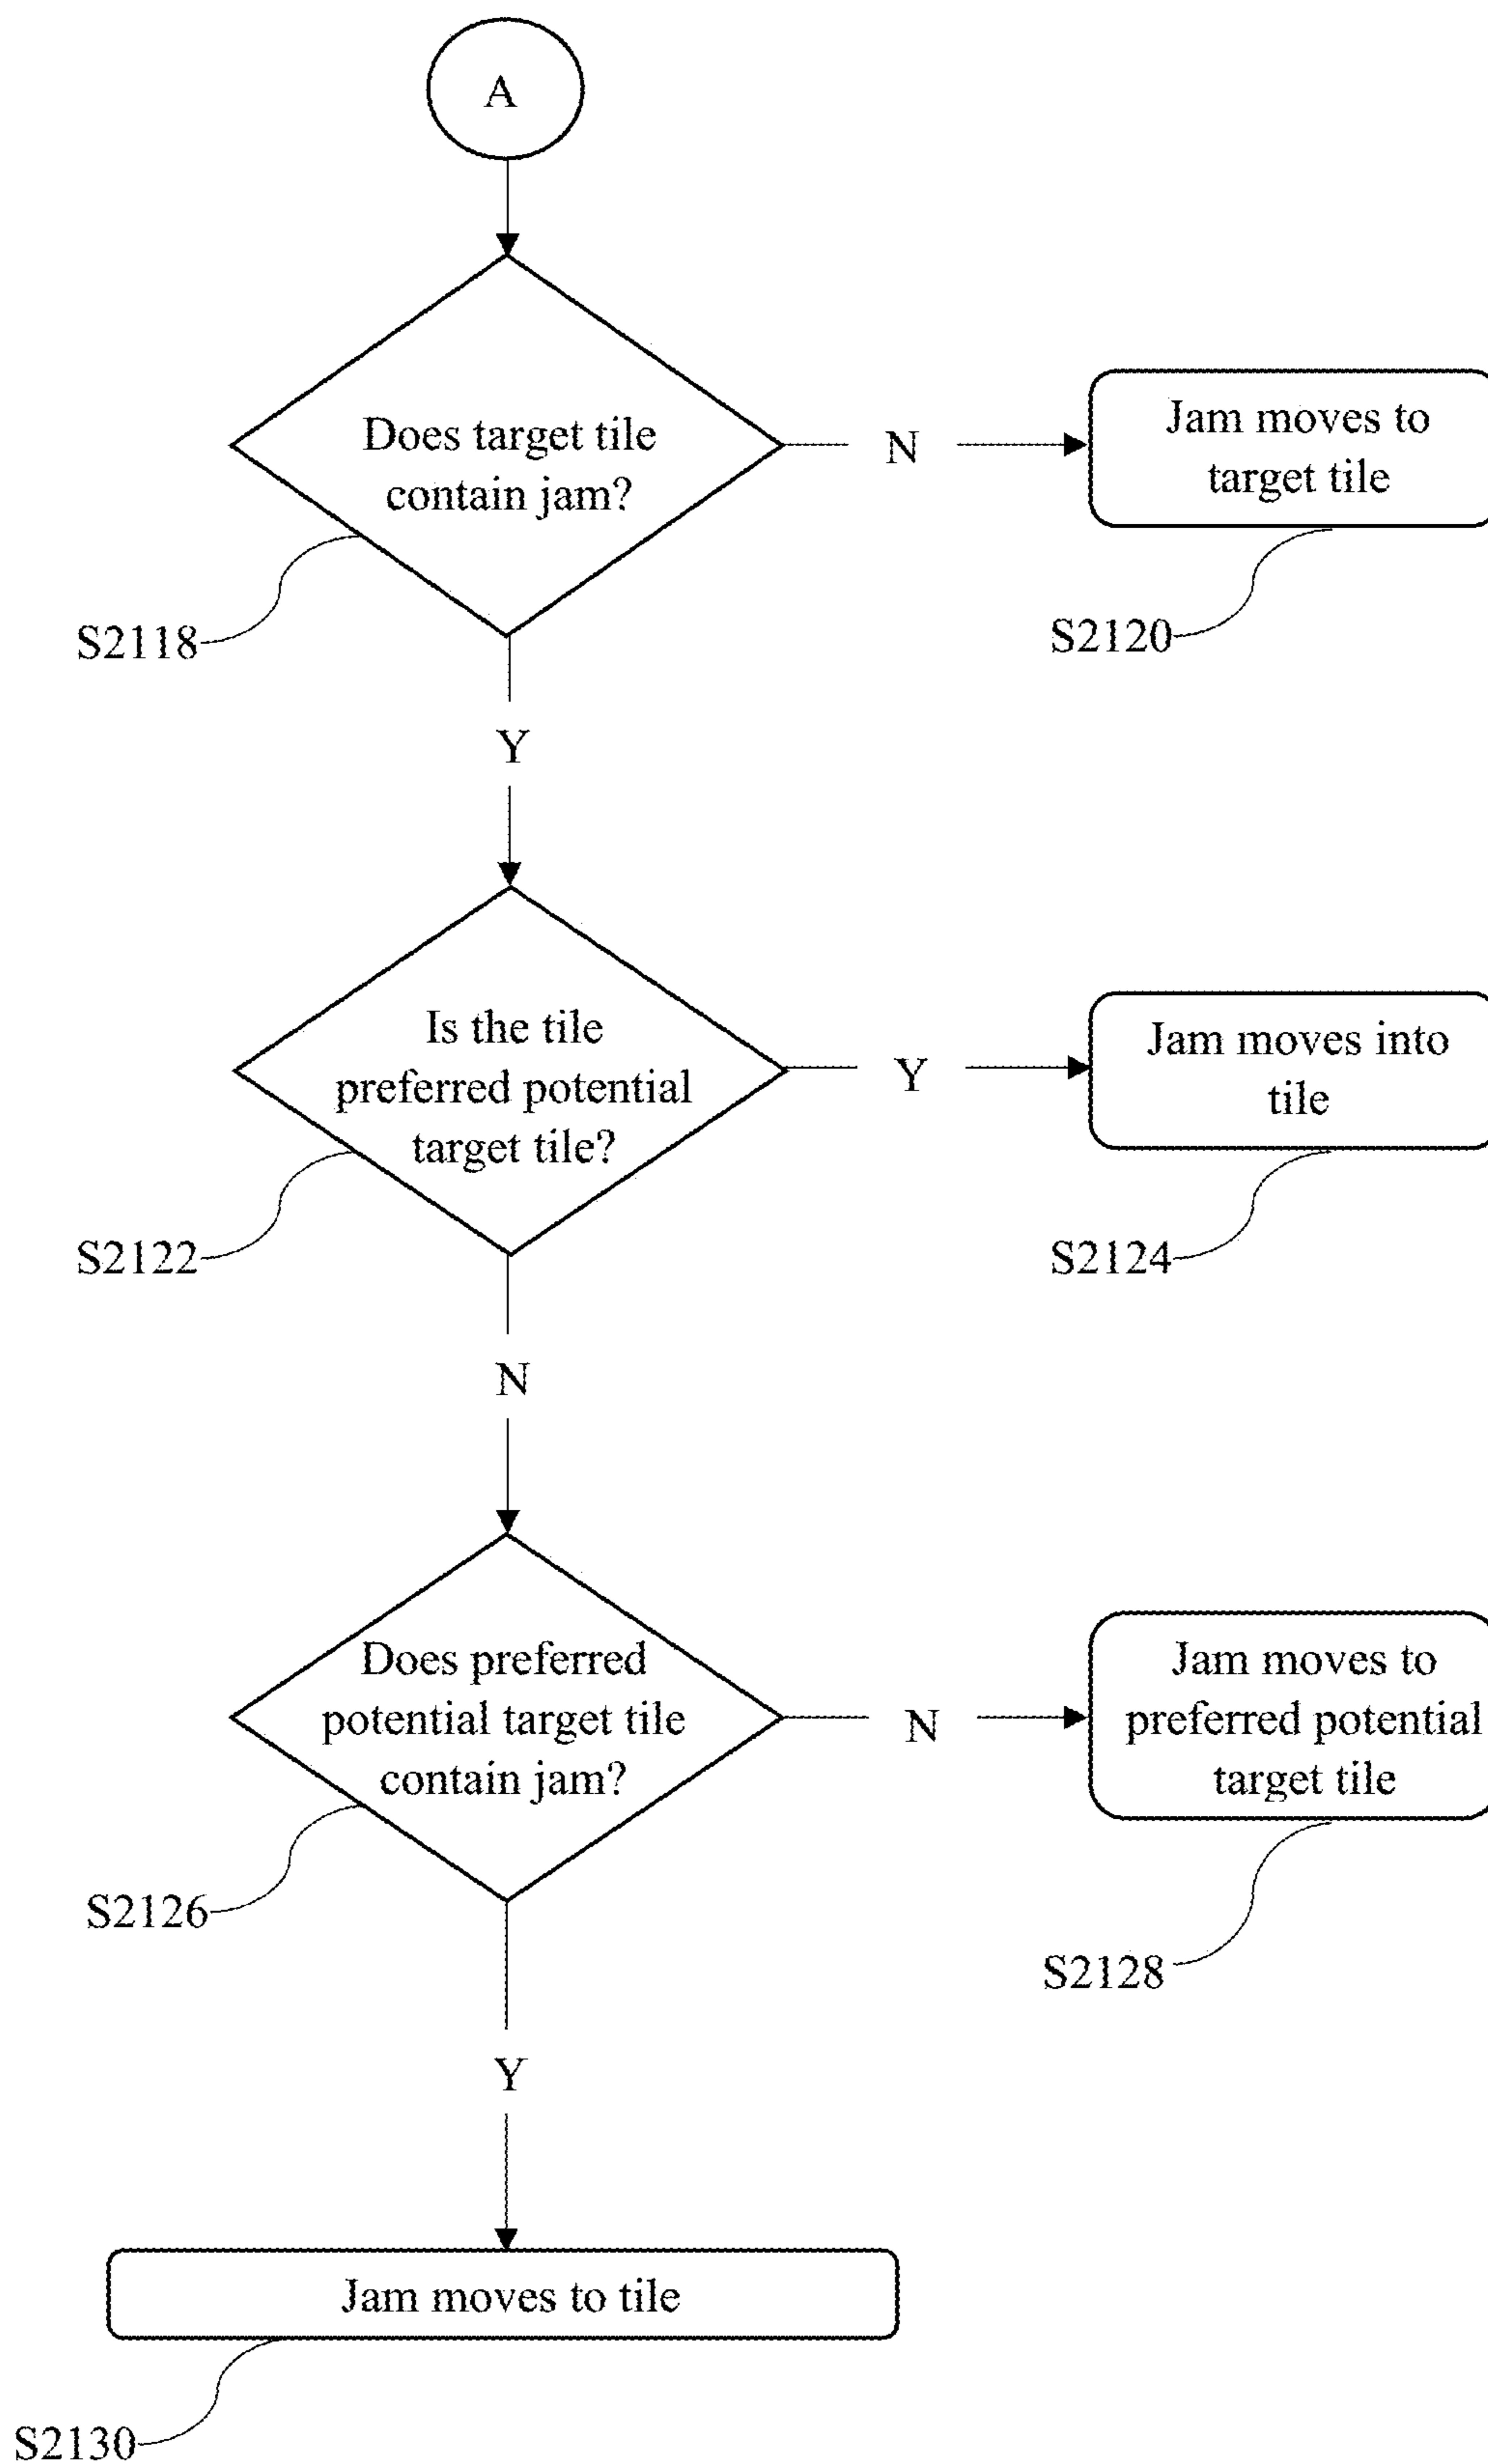 A
Does target tile
contain jam?
N
Jam moves to
target tile
S2118
S2120
Y
Is the tile
preferred potential
target tile?
Y
Jam moves into
tile
S2122
S2124
N
Does preferred
potential target tile
contain jam?
N
Jam moves to
preferred potential
target tile
S2126
S2128
Y
Jam moves to tile
S2130